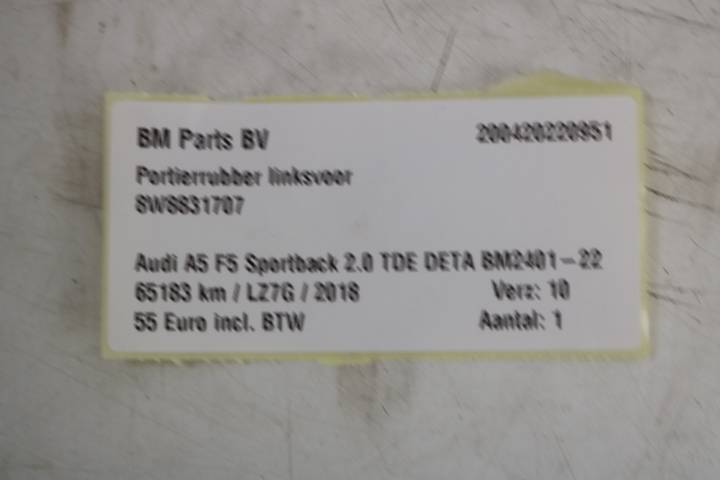 BM Parts BV 200420220951
Portierrubber linksvoor
8W8831707
Audi A5 F5 Sportback 2.0 TDE DETA BM2401-22
65183 km / LZ7G / 2018 Verz: 10
55 Euro incl. BTW Aantal: 1